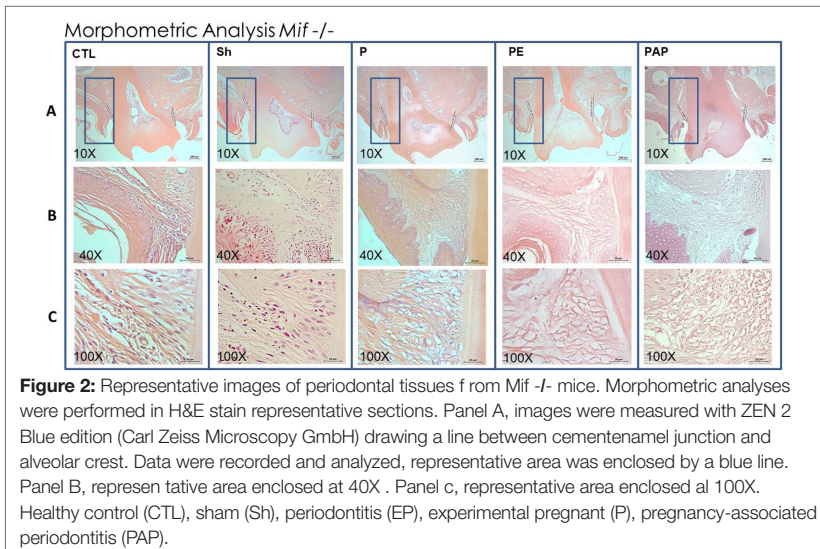 Morphometric Analysis Mif -/-
CTL Sh P PE PAP
A
10X 10X 10X 10X 10X
B
40X 40X 40X 40X 40X
C
100X 100X 100X 100X 100X
Figure 2: Representative images of periodontal tissues f rom Mif -/- mice. Morphometric analyses
were performed in H&E stain representative sections. Panel A, images were measured with ZEN 2
Blue edition (Carl Zeiss Microscopy GmbH) drawing a line between cementenamel junction and
alveolar crest. Data were recorded and analyzed, representative area was enclosed by a blue line.
Panel B, represen tative area enclosed at 40X . Panel c, representative area enclosed al 100X.
Healthy control (CTL), sham (Sh), periodontitis (EP), experimental pregnant (P), pregnancy-associated
periodontitis (PAP).